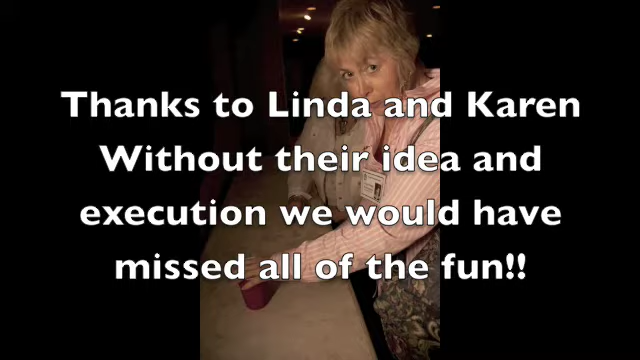 Thanks to Linda and Karen
Without their idea and
execution we would have
missed all of the fun!!